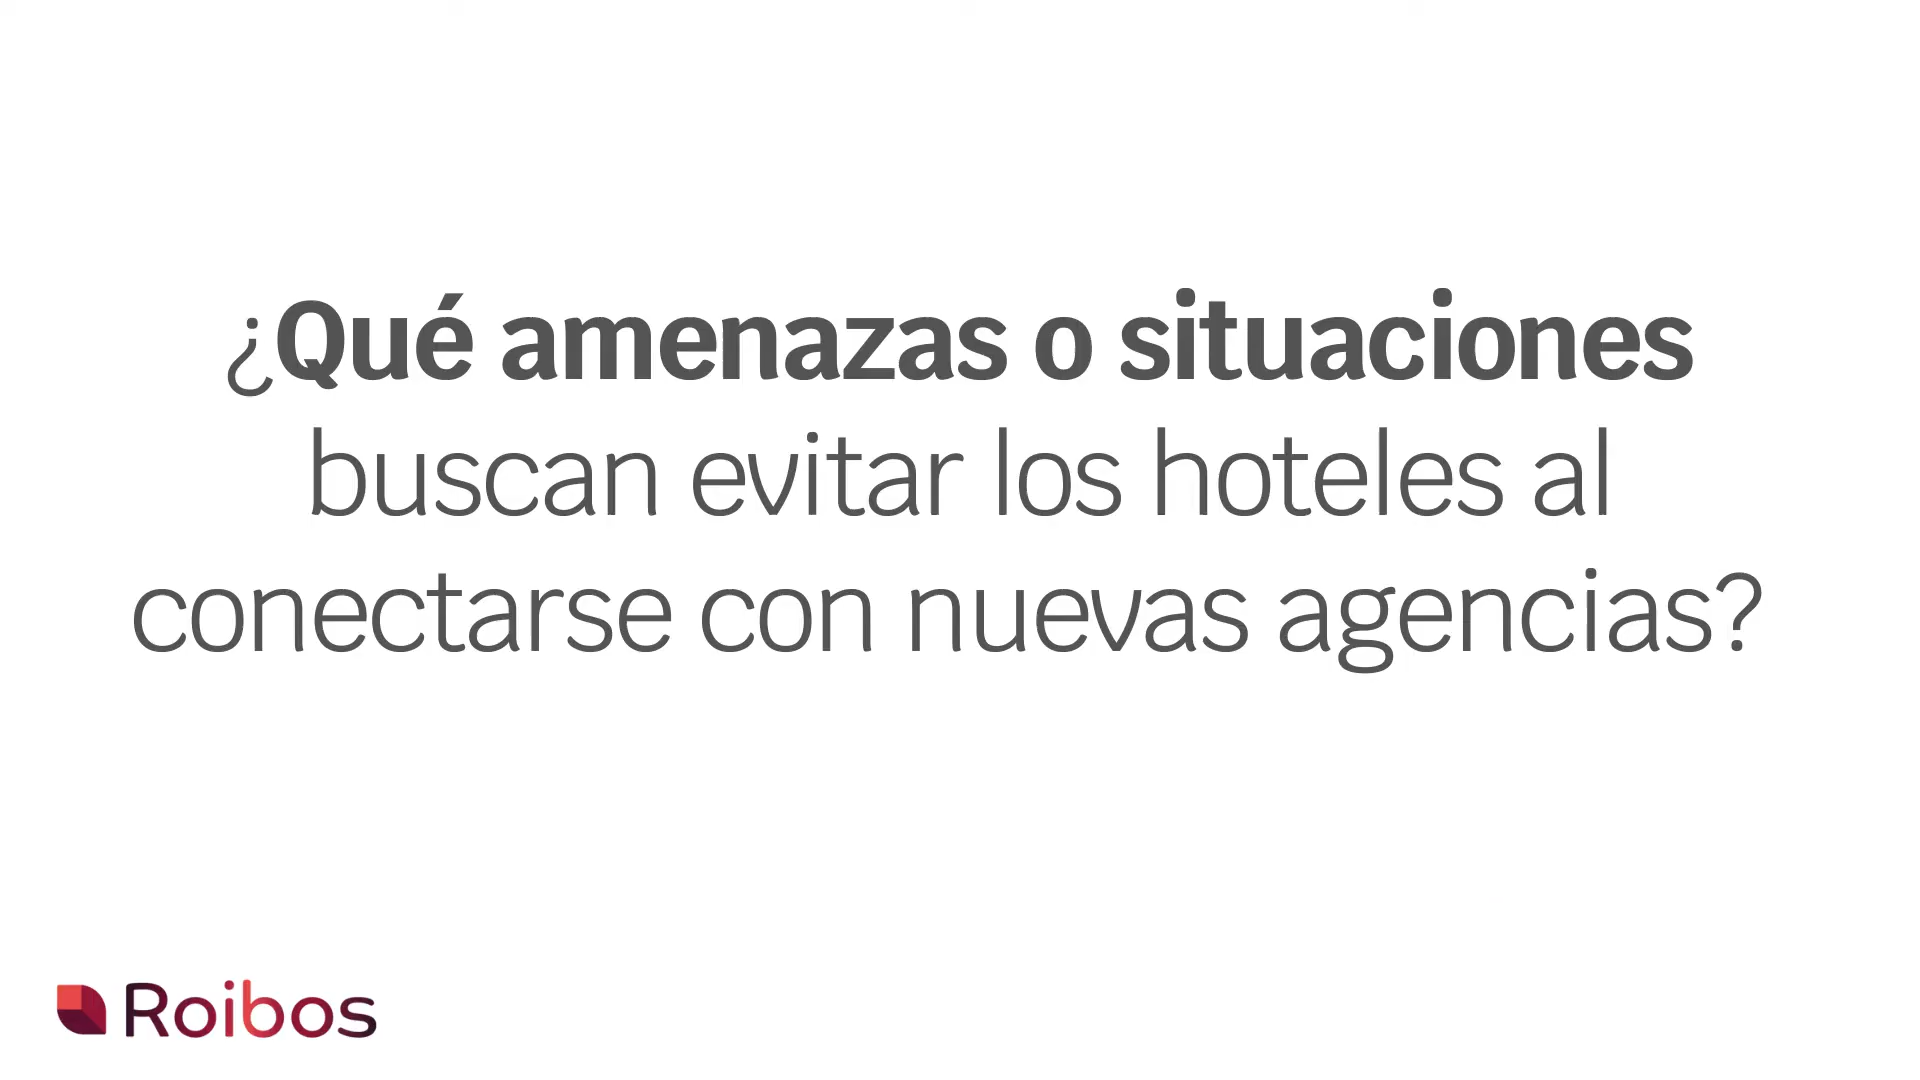 ¿Qué amenazas o situaciones
buscan evitar los hoteles al
conectarse con nuevas agencias?
Roibos